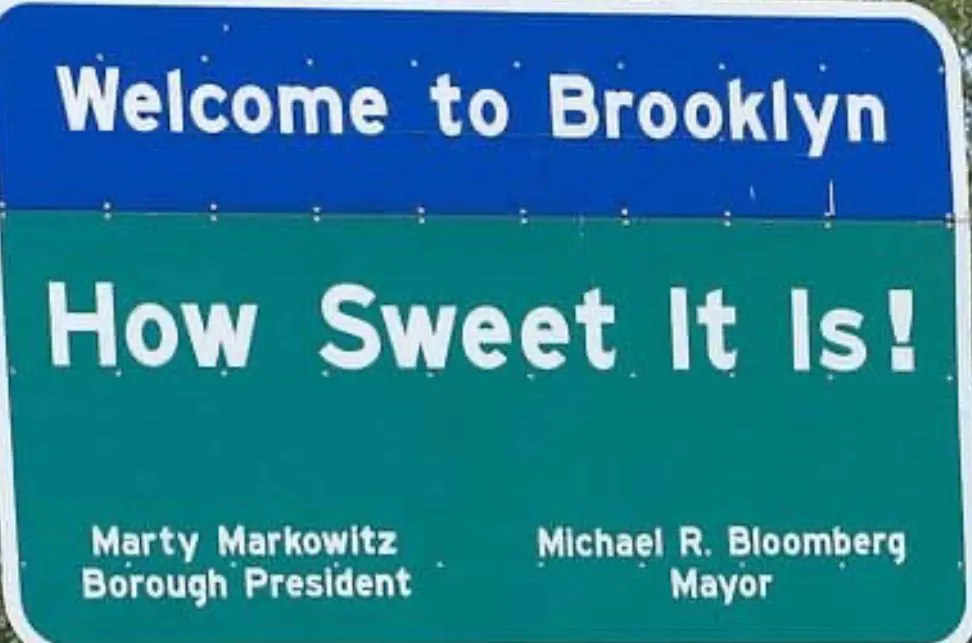 Welcome to Brooklyn
How Sweet It Is!
Marty Markowitz
Borough President
Michael R. Bloomberg
Mayor